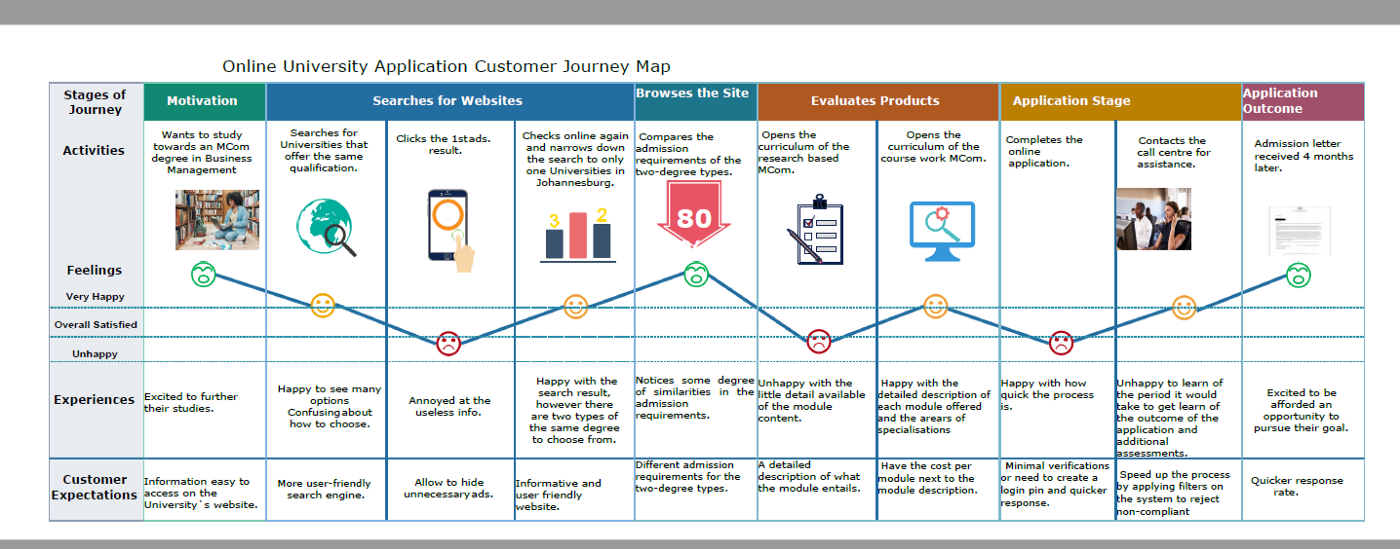 Online University Application Customer Journey Map
Stages of
Journey
Motivation
Searches for Websites
Browses the Site
Evaluates Products
Application Stage
Application
Outcome
Activities
Wants to study
towards an MCom
degree in Business
Management
Searches for
Universities that
offer the same
qualification.
Clicks the 1stads.
result.
Checks online again
and narrows down
the search to only
one Universities in
Johannesburg.
Compares the
admission
requirements of the
two-degree types.
Opens the
curriculum of the
research based
MCom.
Opens the
curriculum of the
course work MCom.
Completes the
online
application.
Contacts the
call centre for
assistance.
Admission letter
received 4 months
later.
3
2
80
Feelings
Very Happy
Overall Satisfied
Unhappy
Experiences
Excited to further
their studies.
Happy to see many
options
Confusing about
how to choose.
Annoyed at the
useless info.
Happy with the
search result,
however there
are two types of
the same degree
to choose from.
Notices some degree
of similarities in the
admission
requirements.
Unhappy with the
little detail available
of the module
content.
Happy with the
detailed description of
each module offered
and the arears of
specialisations
Happy with how
quick the process
is.
Unhappy to learn of
the period it would
take to get learn of
the outcome of the
application and
additional
assessments.
Excited to be
afforded an
opportunity to
pursue their goal.
Customer
Expectations
Information easy to
access on the
University`s website.
More user-friendly
search engine.
Allow to hide
unnecessary ads.
Informative and
user friendly
website.
Different admission
requirements for the
two-degree types.
A detailed
description of what
the module entails.
Have the cost per
module next to the
module description.
Minimal verifications
or need to create a
login pin and quicker
response.
Speed up the process
by applying filters on
the system to reject
non-compliant
Quicker response
rate.